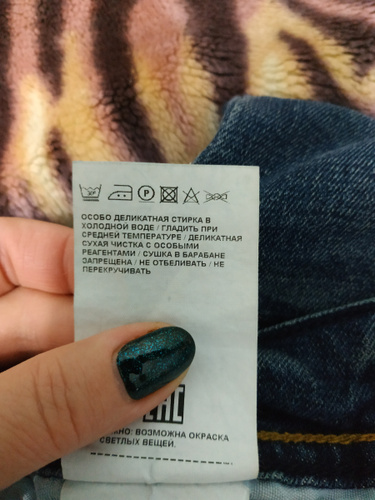 ОСОБО ДЕЛИКАТНАЯ СТИРКА В
ХОЛОДНОЙ ВОДЕ / ГЛАДИТЬ ПРИ
СРЕДНЕЙ ТЕМПЕРАТУРЕ / ДЕЛИКАТНАЯ
СУХАЯ ЧИСТКА С ОСОБЫМИ
РЕАГЕНТАМИ / СУШКА В БАРАБАНЕ
ЗАПРЕЩЕНА / НЕ ОТБЕЛИВАТЬ / НЕ
ПЕРЕКРУЧИВАТЬ
ВОЗМОЖНА ОКРАСКА
СВЕТЛЫХ ВЕЩЕЙ.